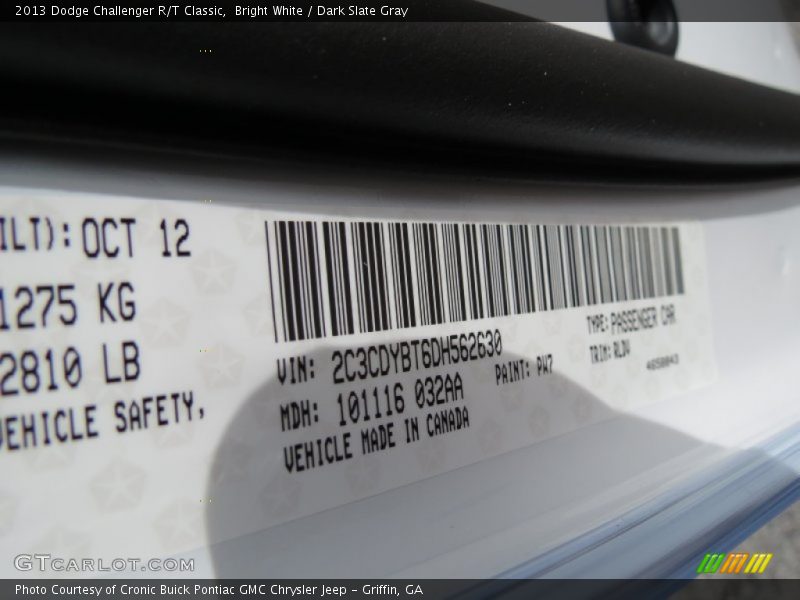 2013 Dodge Challenger R/T Classic,  Bright White / Dark Slate Gray
ILT): OCT 12
1275 KG
2810 LB
VEHICLE SAFETY,
VIN: 2C3CDYBT6DH562630
MDH: 101116 032AA
VEHICLE MADE IN CANADA
PAINT: PW7
TYPE: PASSENGER CAR
TRIM:
GTCARLOT.COM
Photo Courtesy of Cronic Buick Pontiac GMC Chrysler Jeep - Griffin, GA